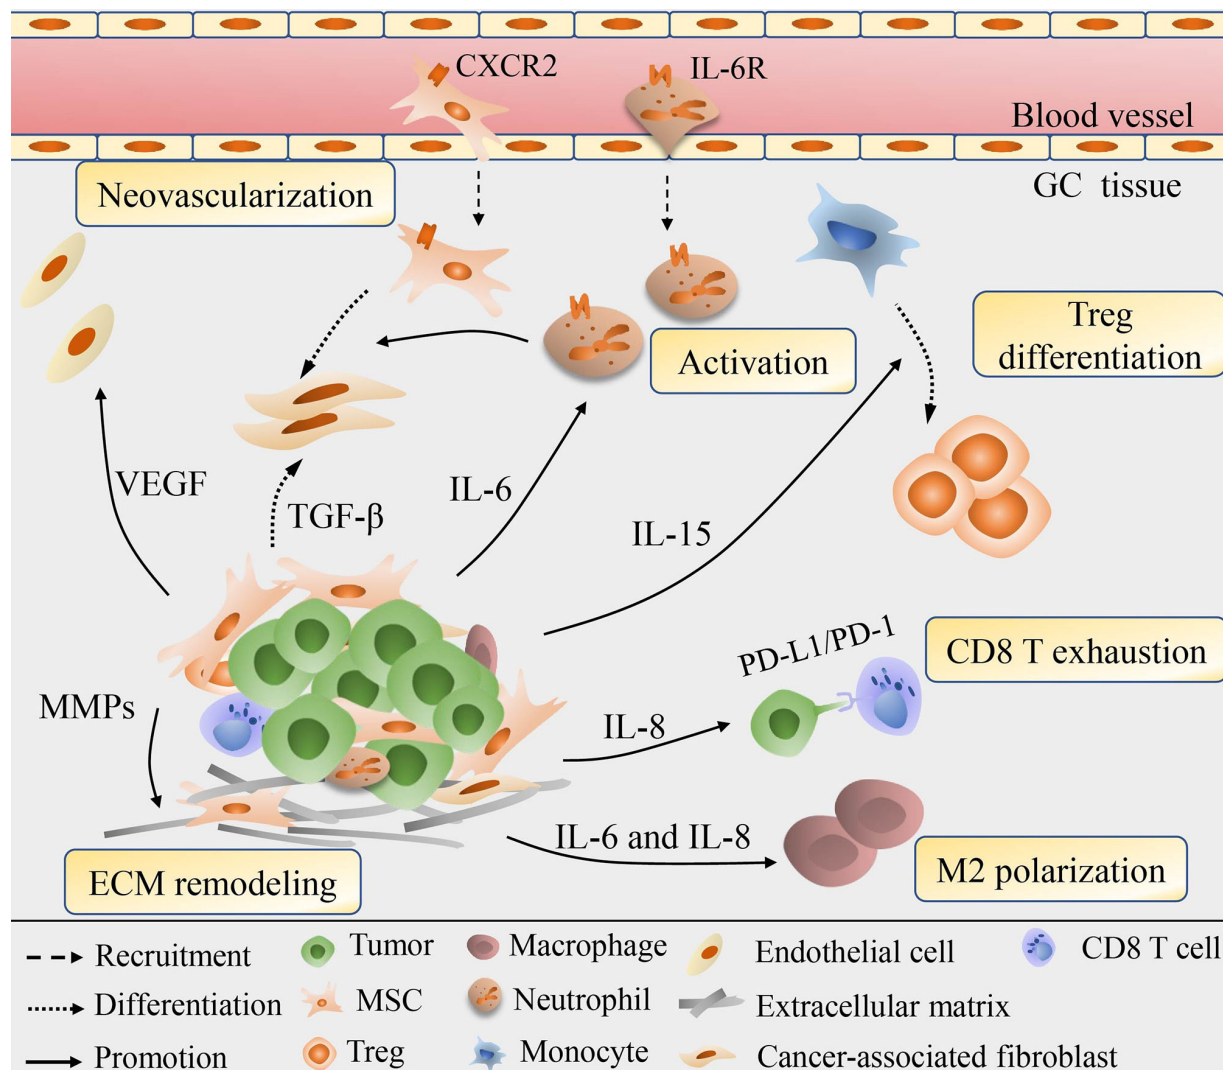 CXCR2
IL-6R
Blood vessel
Neovascularization
GC tissue
Treg
differentiation
Activation
VEGF
TGF-β
IL-6
IL-15
PD-L1/PD-1
CD8 T exhaustion
MMPs
IL-8
IL-6 and IL-8
ECM remodeling
M2 polarization
Recruitment
Tumor
Macrophage
Endothelial cell
CD8 T cell
Differentiation
MSC
Neutrophil
Extracellular matrix
Promotion
Treg
Monocyte
Cancer-associated fibroblast